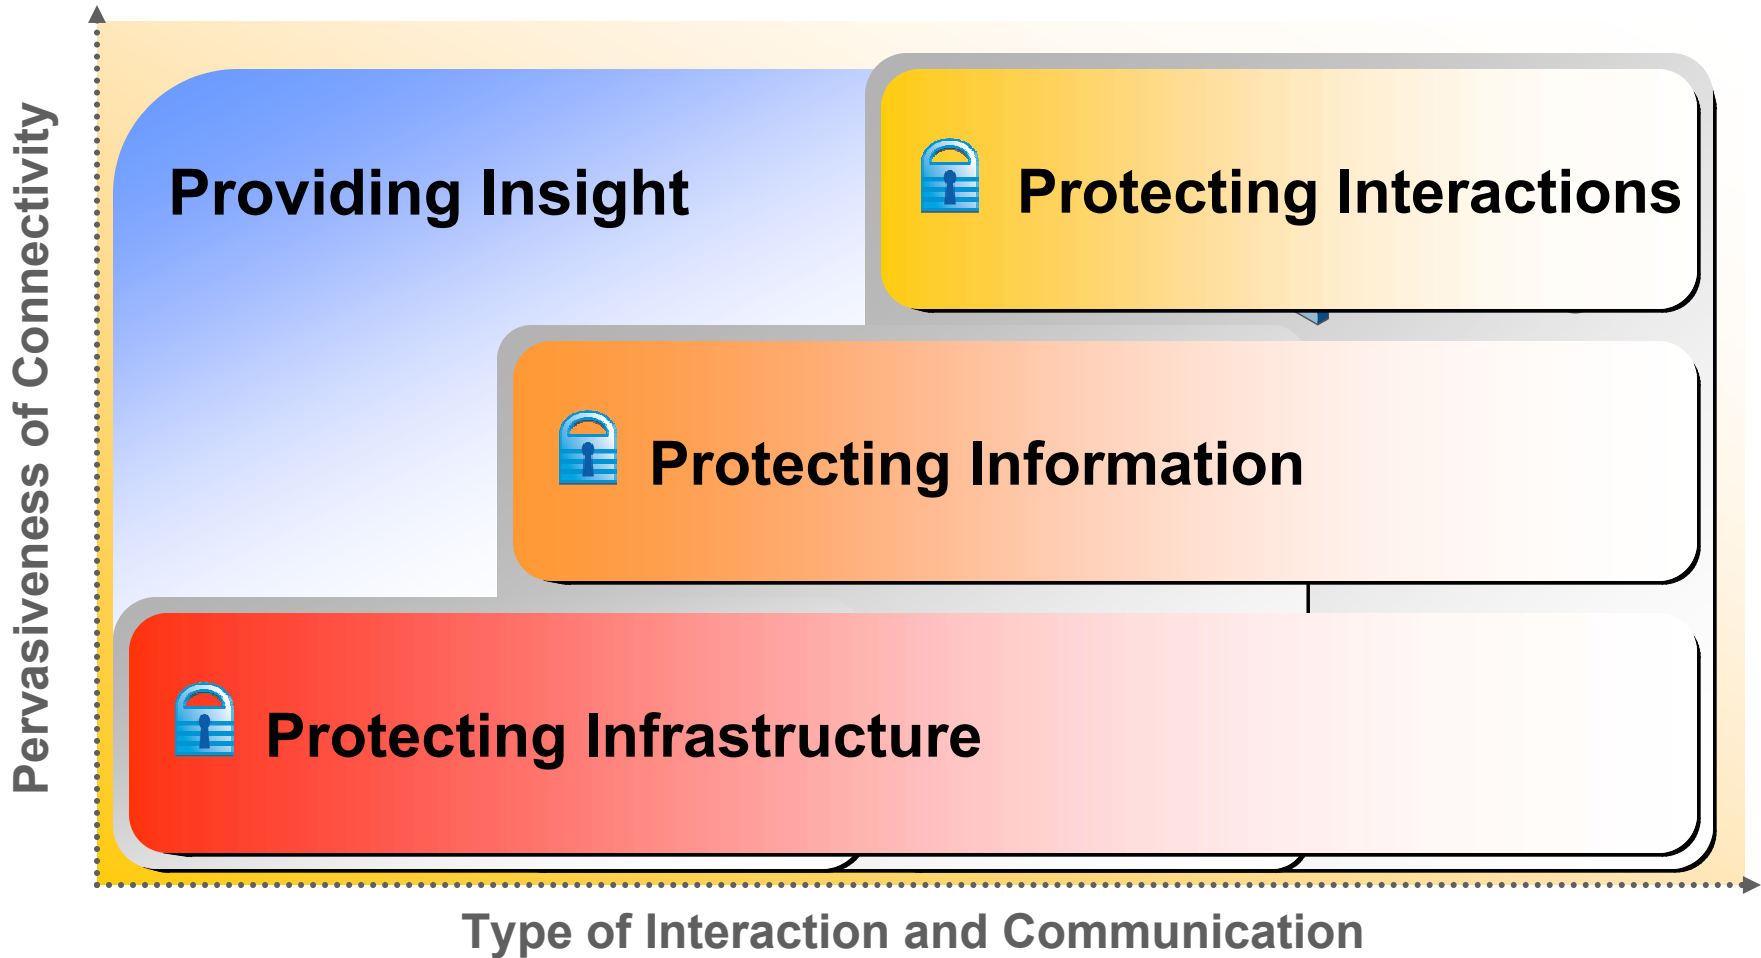 Pervasiveness of Connectivity
Providing Insight
Protecting Interactions
Protecting Information
Protecting Infrastructure
Type of Interaction and Communication